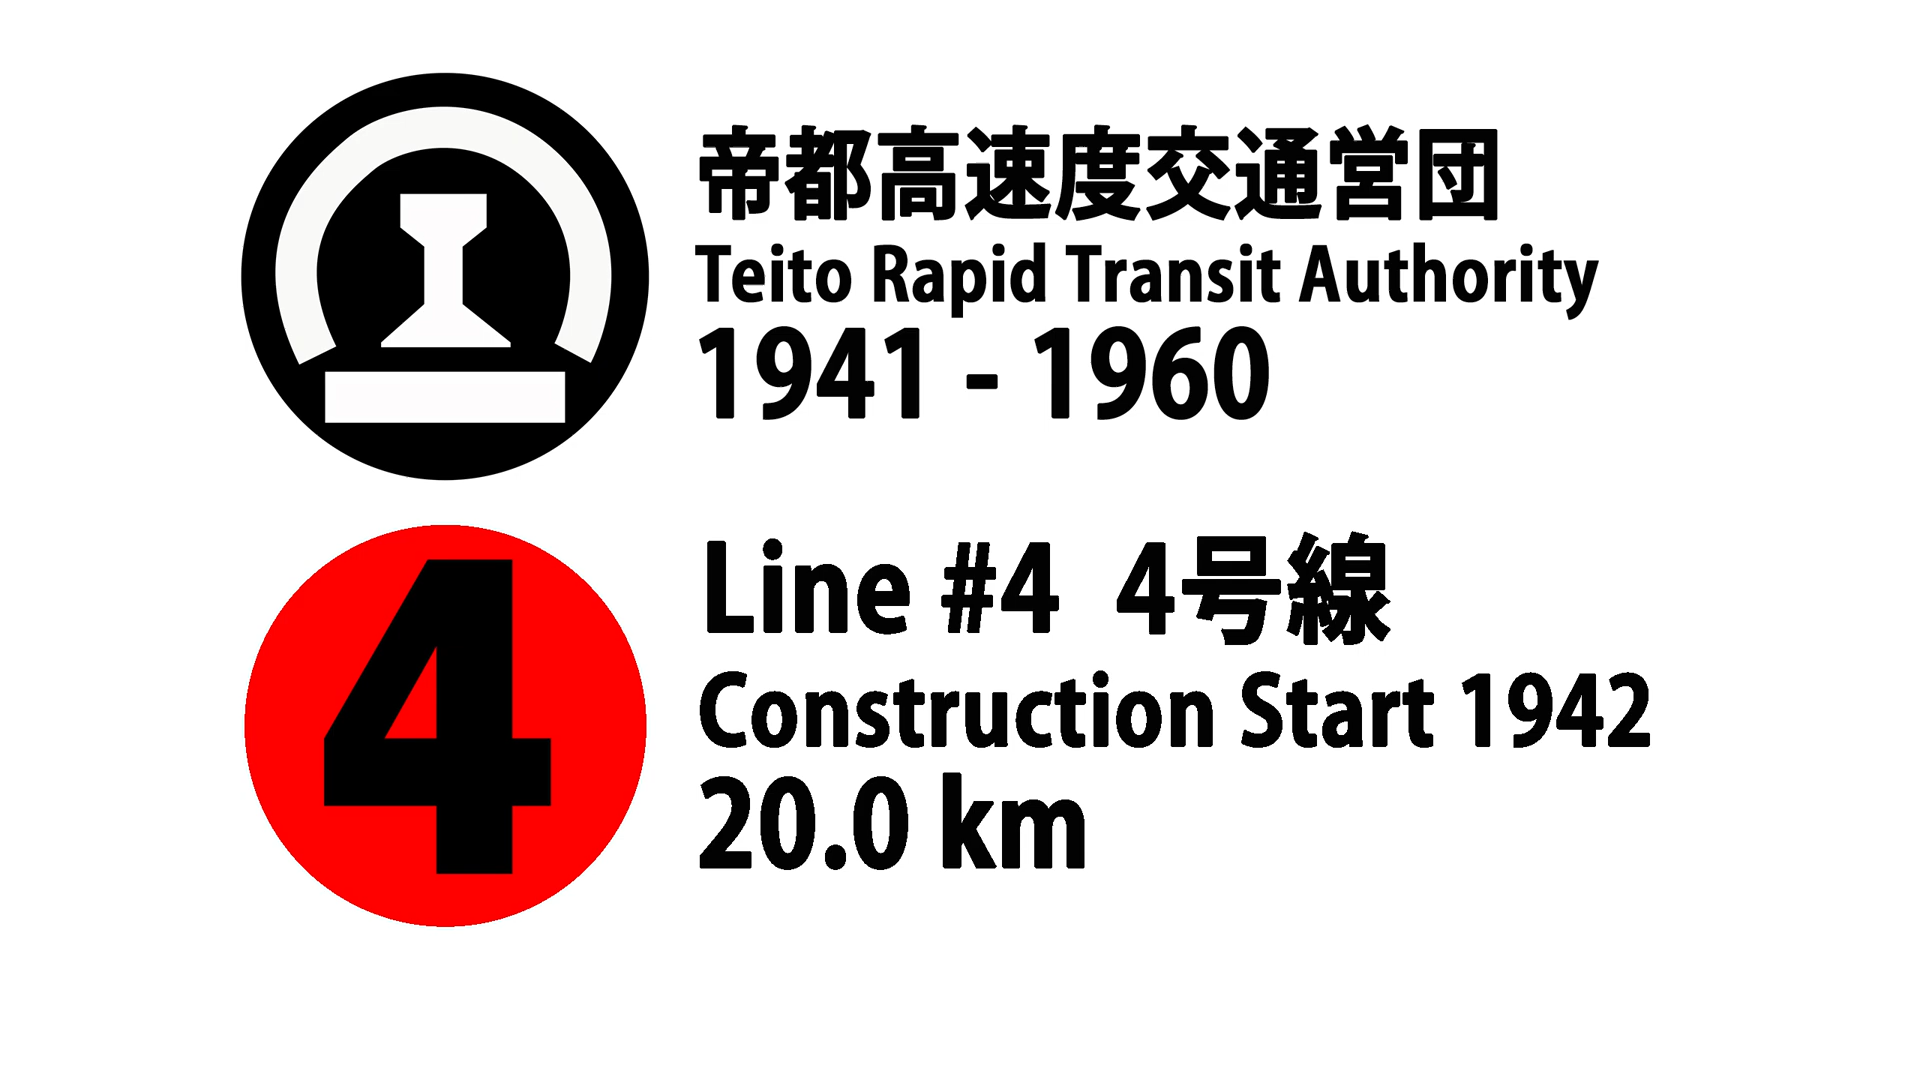 帝都高速度交通営団
Teito Rapid Transit Authority
1941 - 1960
4
Line #4 4号線
Construction Start 1942
20.0 km